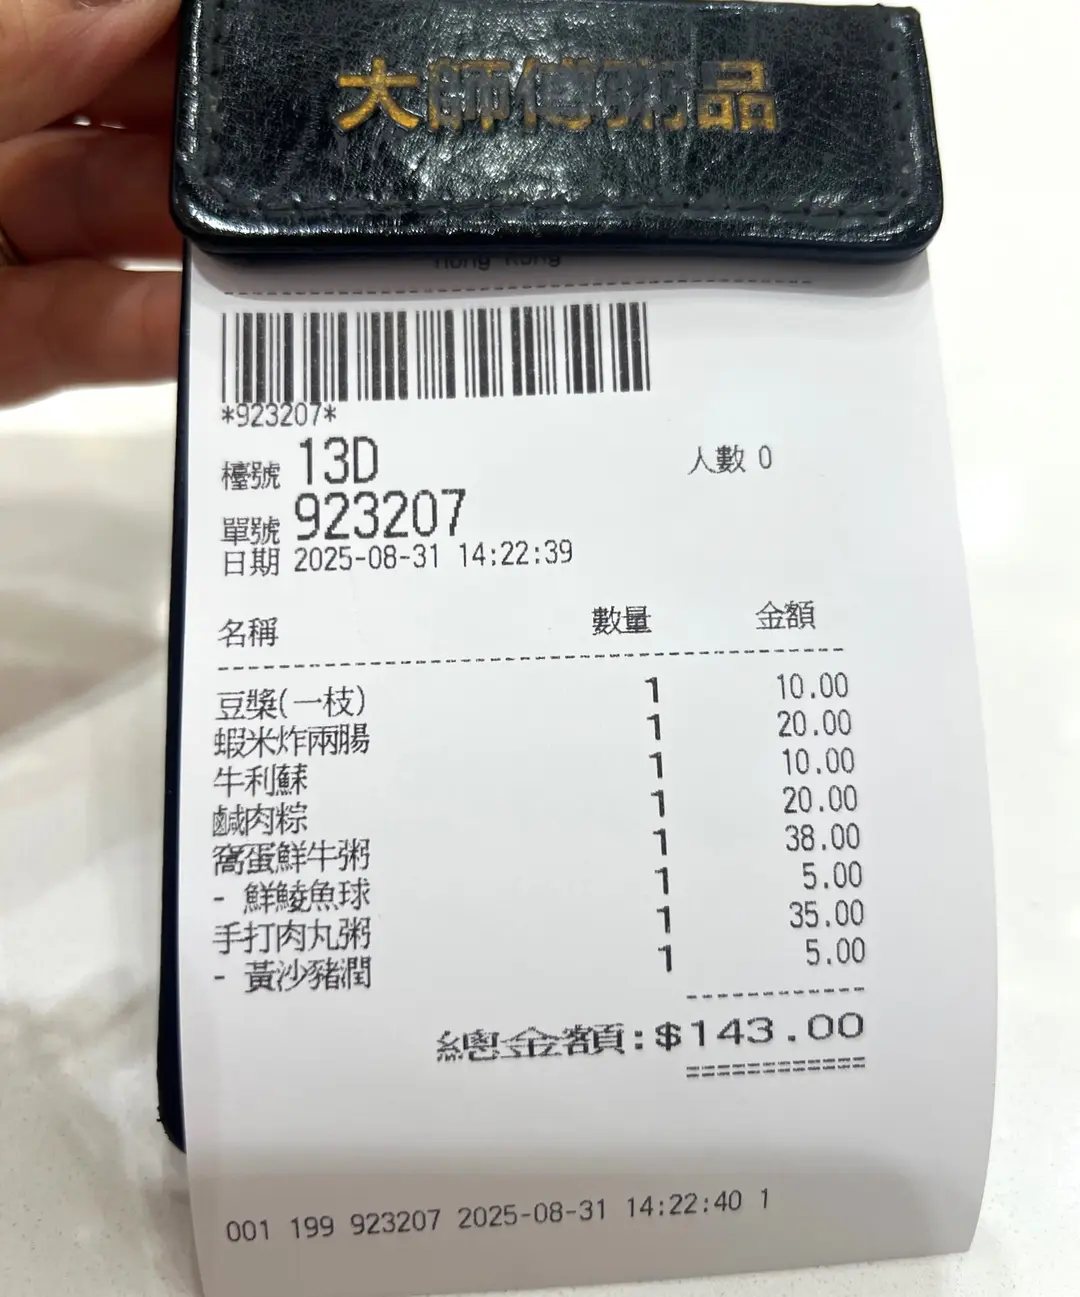 大師傅粥品
Hong Kong
*923207*
檯號 13D 人數 0
單號 923207
日期 2025-08-31 14:22:39
名稱 數量 金額
豆漿(一枝) 1 10.00
蝦米炸兩腸 1 20.00
牛利酥 1 10.00
鹹肉粽 1 20.00
窩蛋鮮牛粥 1 38.00
- 鮮鯪魚球 1 5.00
手打肉丸粥 1 35.00
- 黃沙豬潤 1 5.00
總金額:$143.00
001 199 923207 2025-08-31 14:22:40 1